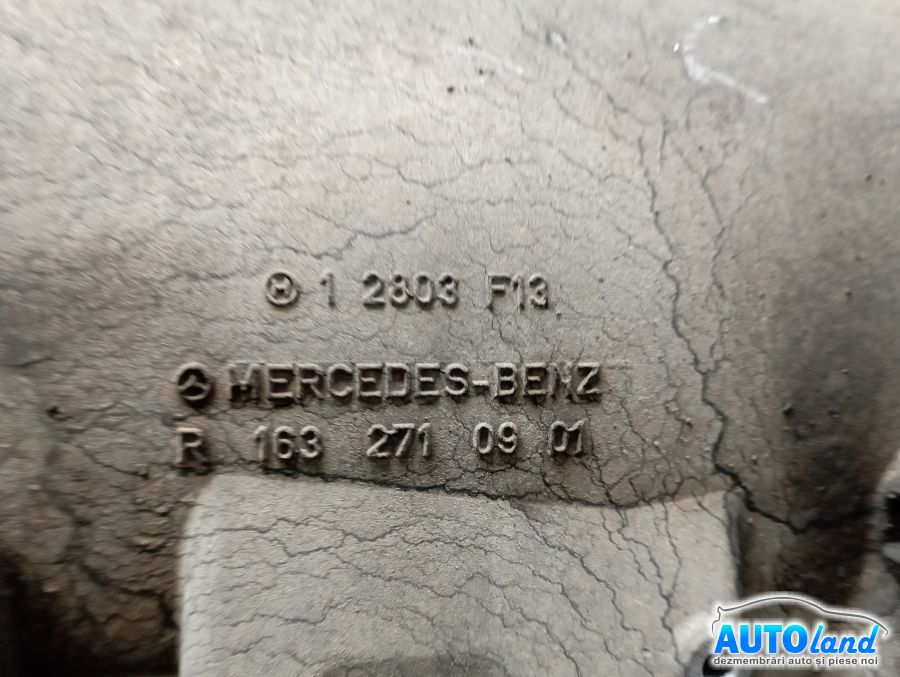 H 1 2803 F13
MERCEDES-BENZ
R 163 271 09 01
AUTOland
dezmembrări auto și piese noi